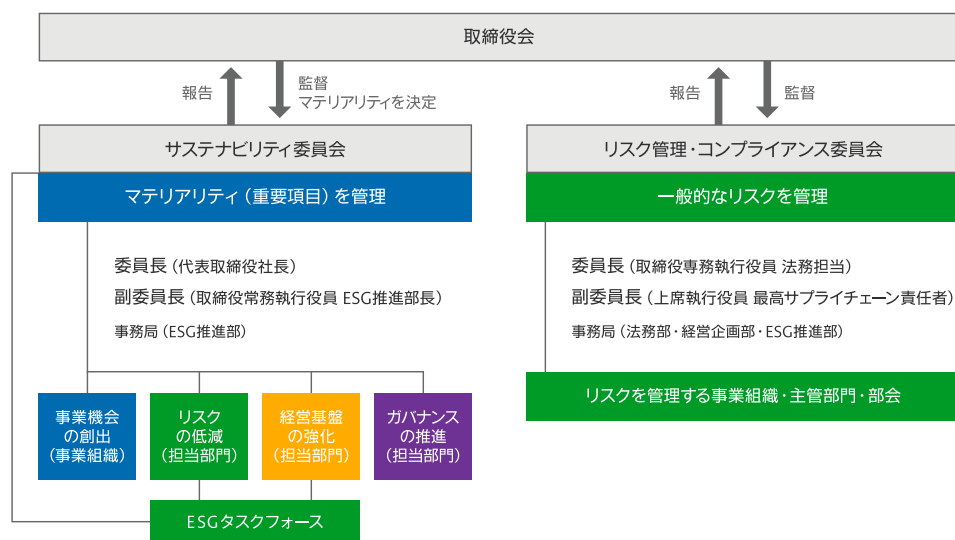 取締役会
報告
監督
マテリアリティを決定
報告
監督
サステナビリティ委員会
マテリアリティ（重要項目）を管理
委員長（代表取締役社長）
副委員長（取締役常務執行役員 ESG推進部長）
事務局（ESG推進部）
事業機会
の創出
（事業組織）
リスク
の低減
（担当部門）
経営基盤
の強化
（担当部門）
ガバナンス
の推進
（担当部門）
ESGタスクフォース
リスク管理・コンプライアンス委員会
一般的なリスクを管理
委員長（取締役専務執行役員 法務担当）
副委員長（上席執行役員 最高サプライチェーン責任者）
事務局（法務部・経営企画部・ESG推進部）
リスクを管理する事業組織・主管部門・部会